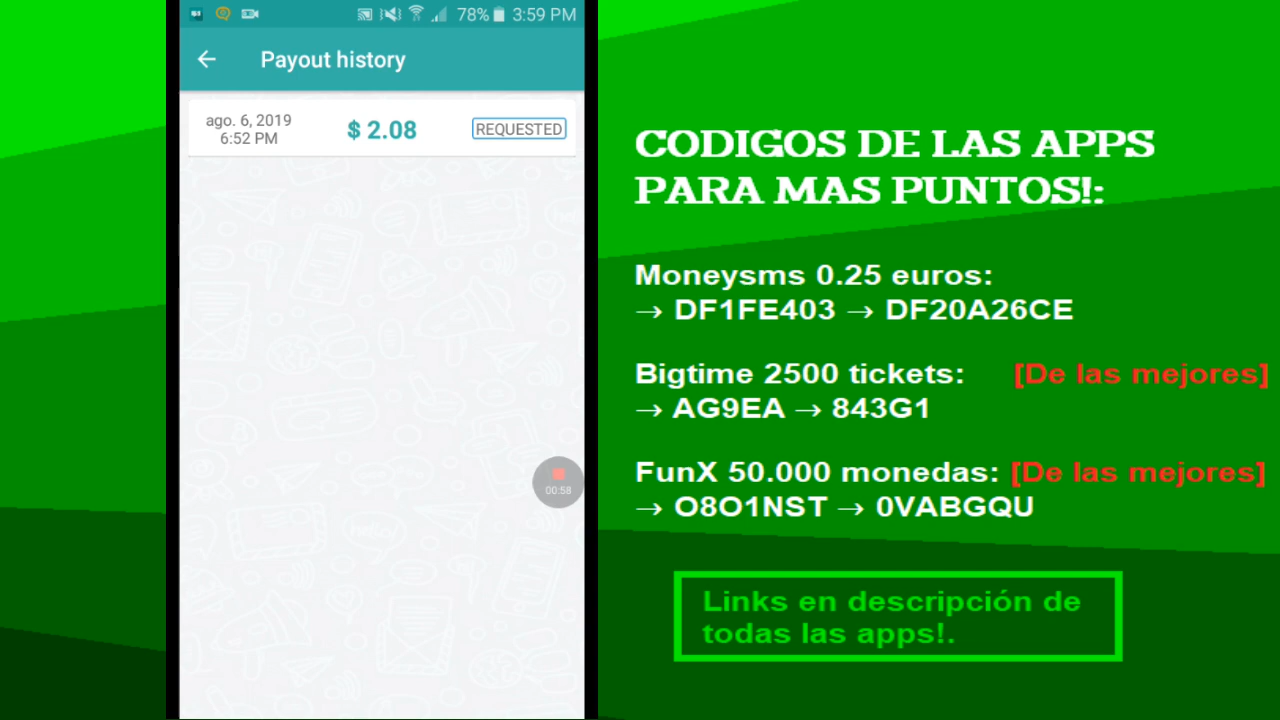 78% 3:59 PM
Payout history
ago. 6, 2019
6:52 PM
$ 2.08
REQUESTED
00:58
CODIGOS DE LAS APPS
PARA MAS PUNTOS!:
Moneysms 0.25 euros:
→ DF1FE403 → DF20A26CE
Bigtime 2500 tickets: [De las mejores]
→ AG9EA → 843G1
FunX 50.000 monedas: [De las mejores]
→ O8O1NST → 0VABGQU
Links en descripción de
todas las apps!.